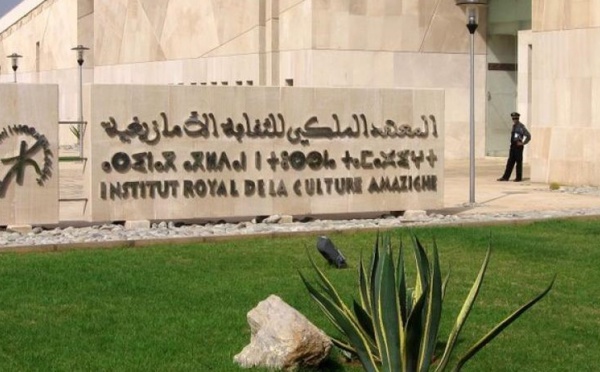 المعهد الملكي للثقافة الأمازيغية
ⴰⵙⵉⵏⴰⴳ ⴰⴳⵍⴷⴰⵏ ⵏ ⵜⵓⵙⵙⵏⴰ ⵜⴰⵎⴰⵣⵉⵖⵜ
INSTITUT ROYAL DE LA CULTURE AMAZIGHE